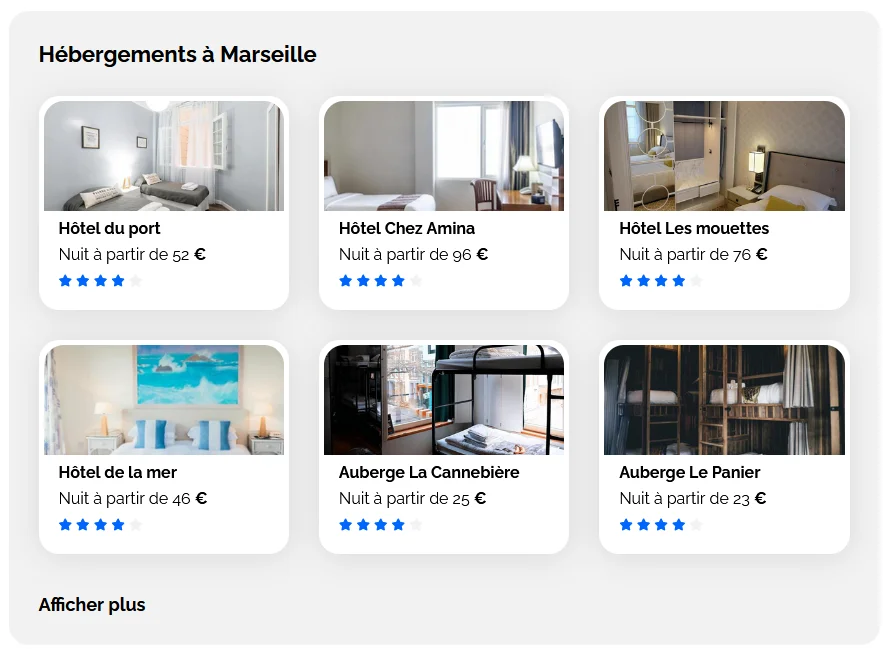 Hébergements à Marseille
Hôtel du port
Nuit à partir de 52 €
Hôtel Chez Amina
Nuit à partir de 96 €
Hôtel Les mouettes
Nuit à partir de 76 €
Hôtel de la mer
Nuit à partir de 46 €
Auberge La Cannebière
Nuit à partir de 25 €
Auberge Le Panier
Nuit à partir de 23 €
Afficher plus